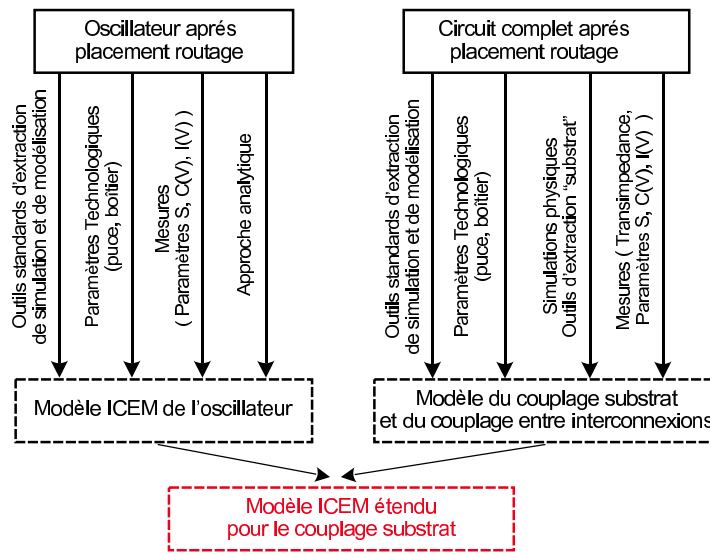 Oscillateur aprés
placement routage
Circuit complet aprés
placement routage
Outils standards d'extraction
de simulation et de modélisation
Paramètres Technologiques
(puce, boîtier)
Mesures
( Paramètres S, C(V), I(V) )
Approche analytique
Outils standards d'extraction
de simulation et de modélisation
Paramètres Technologiques
(puce, boîtier)
Simulations physiques
Outils d'extraction "substrat"
Mesures ( Transimpedance,
Paramètres S, C(V), I(V) )
Modèle ICEM de l'oscillateur
Modèle du couplage substrat
et du couplage entre interconnexions
Modèle ICEM étendu
pour le couplage substrat